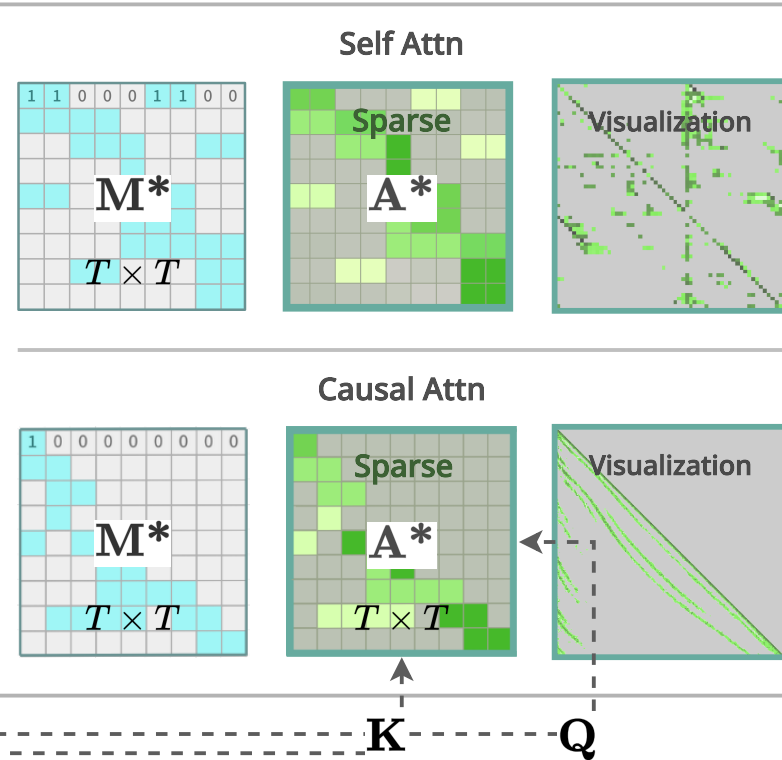 Self Attn
1 1 0 0 0 1 1 0 0
Sparse
Visualization
M*
A*
T × T
Causal Attn
1 0 0 0 0 0 0 0 0
Sparse
Visualization
M*
A*
T × T
T × T
K
Q